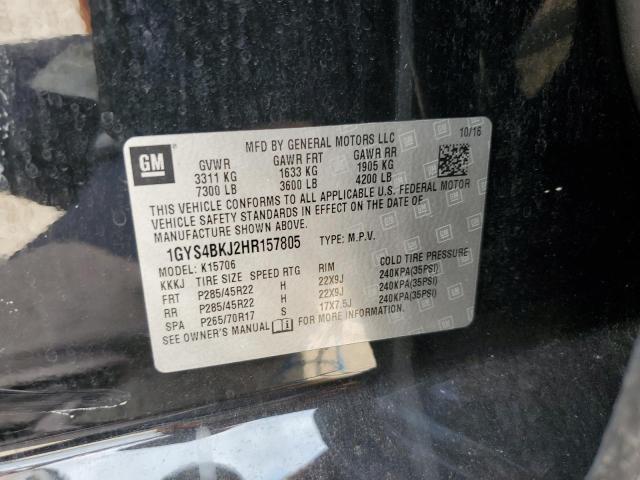 MFD BY GENERAL MOTORS LLC 10/16
GM
GVWR GAWR FRT GAWR RR
3311 KG 1633 KG 1905 KG
7300 LB 3600 LB 4200 LB
THIS VEHICLE CONFORMS TO ALL APPLICABLE U.S. FEDERAL MOTOR
VEHICLE SAFETY STANDARDS IN EFFECT ON THE DATE OF
MANUFACTURE SHOWN ABOVE.
1GYS4BKJ2HR157805 TYPE: M.P.V.
MODEL: K15706
KKKJ TIRE SIZE SPEED RTG RIM COLD TIRE PRESSURE
FRT P285/45R22 H 22X9J 240KPA(35PSI)
RR P285/45R22 H 22X9J 240KPA(35PSI)
SPA P265/70R17 S 17X7.5J 240KPA(35PSI)
SEE OWNER'S MANUAL FOR MORE INFORMATION.